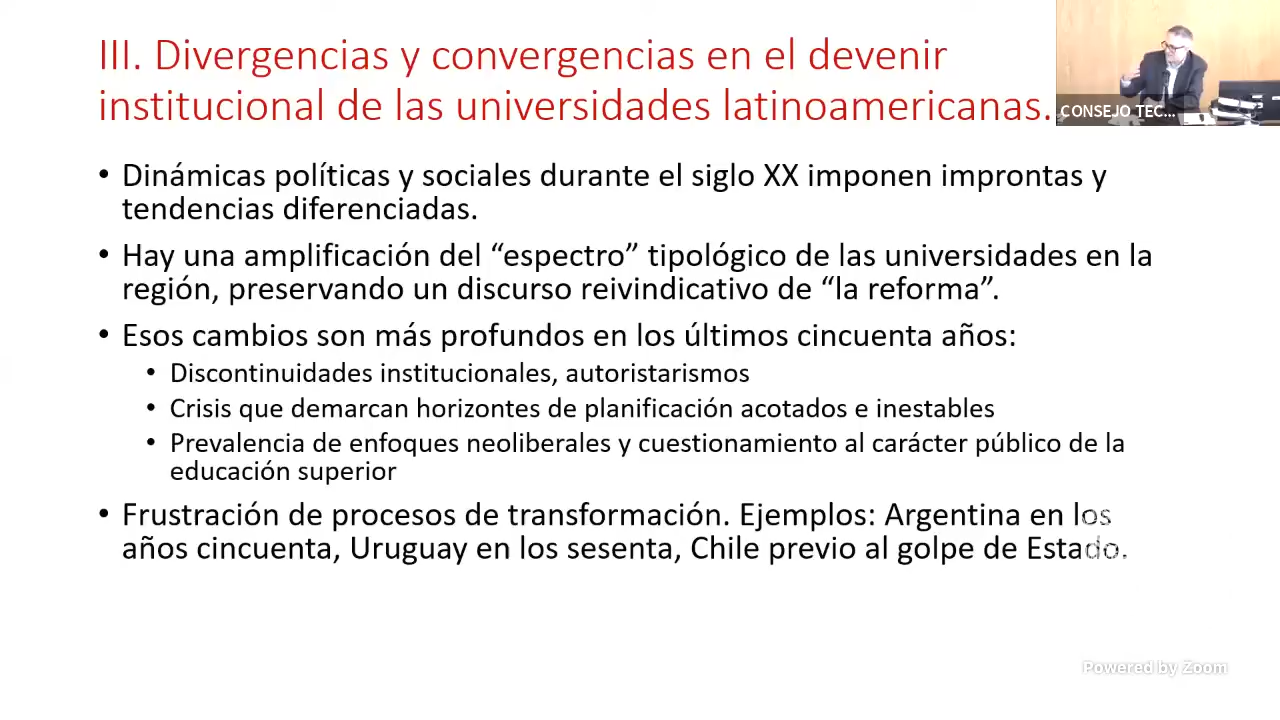 III. Divergencias y convergencias en el devenir
institucional de las universidades latinoamericanas.
CONSEJO TEC...
• Dinámicas políticas y sociales durante el siglo XX imponen improntas y
tendencias diferenciadas.
• Hay una amplificación del “espectro” tipológico de las universidades en la
región, preservando un discurso reivindicativo de “la reforma”.
• Esos cambios son más profundos en los últimos cincuenta años:
• Discontinuidades institucionales, autoristarismos
• Crisis que demarcan horizontes de planificación acotados e inestables
• Prevalencia de enfoques neoliberales y cuestionamiento al carácter público de la
educación superior
• Frustración de procesos de transformación. Ejemplos: Argentina en los
años cincuenta, Uruguay en los sesenta, Chile previo al golpe de Estado.
Powered by Zoom